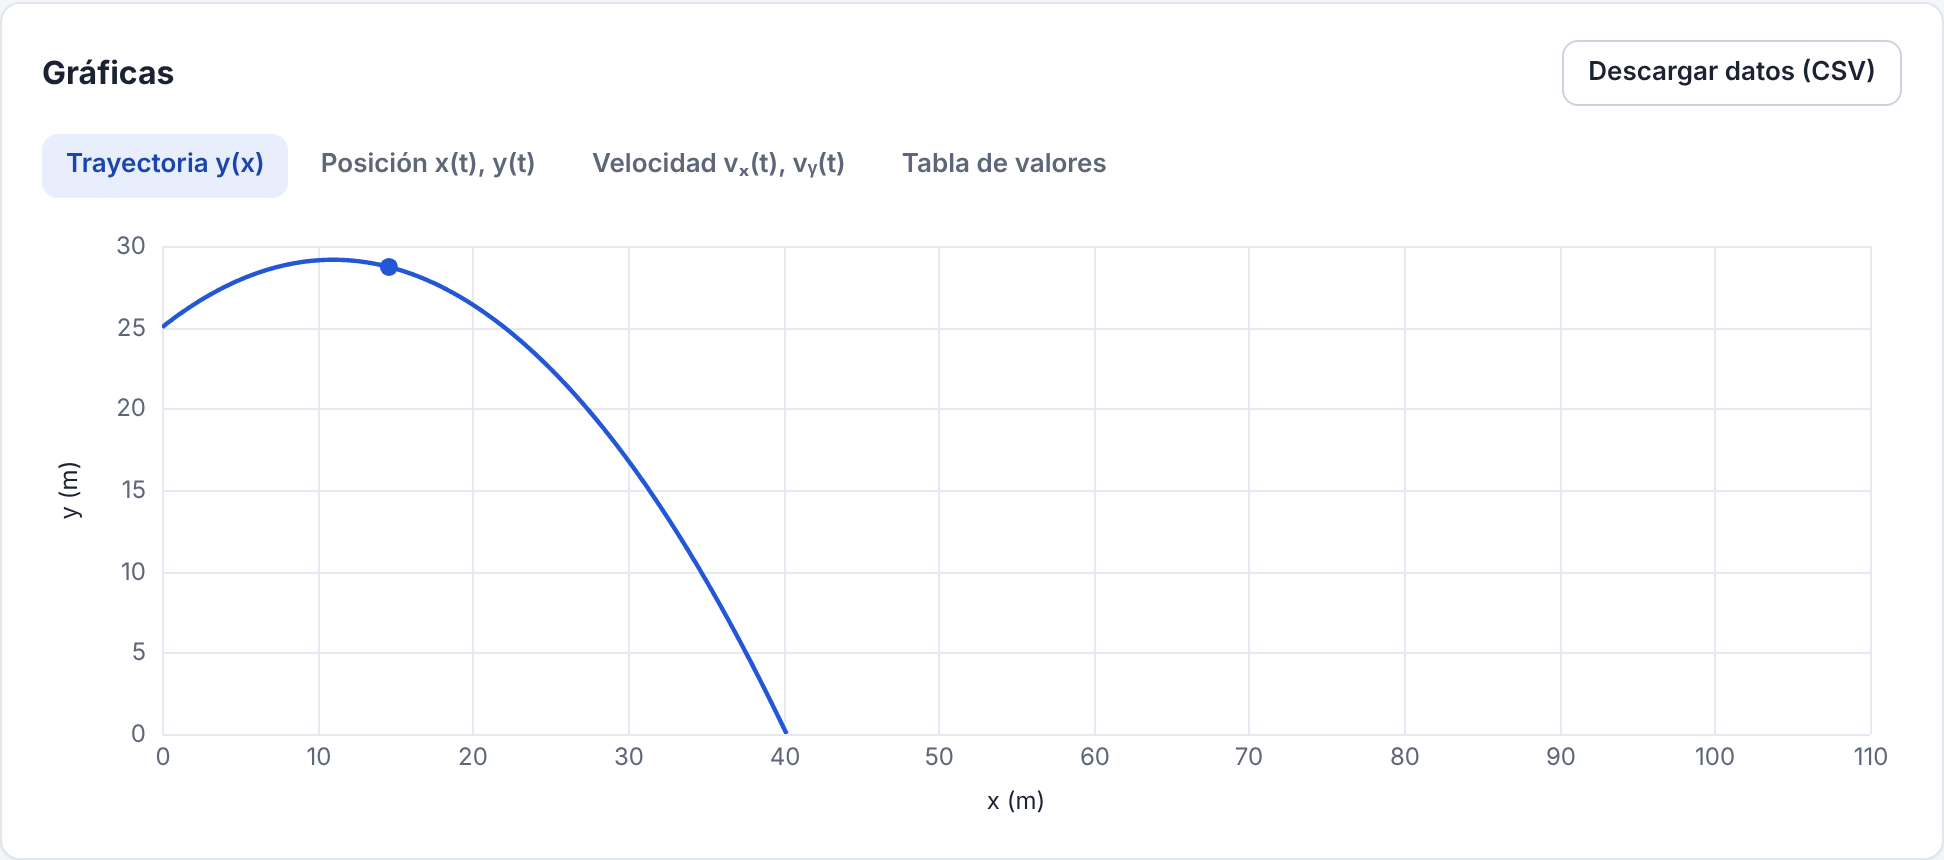 Gráficas
Descargar datos (CSV)
Trayectoria y(x)
Posición x(t), y(t)
Velocidad vₓ(t), vᵧ(t)
Tabla de valores
30
25
20
15
10
5
0
y (m)
0 10 20 30 40 50 60 70 80 90 100 110
x (m)